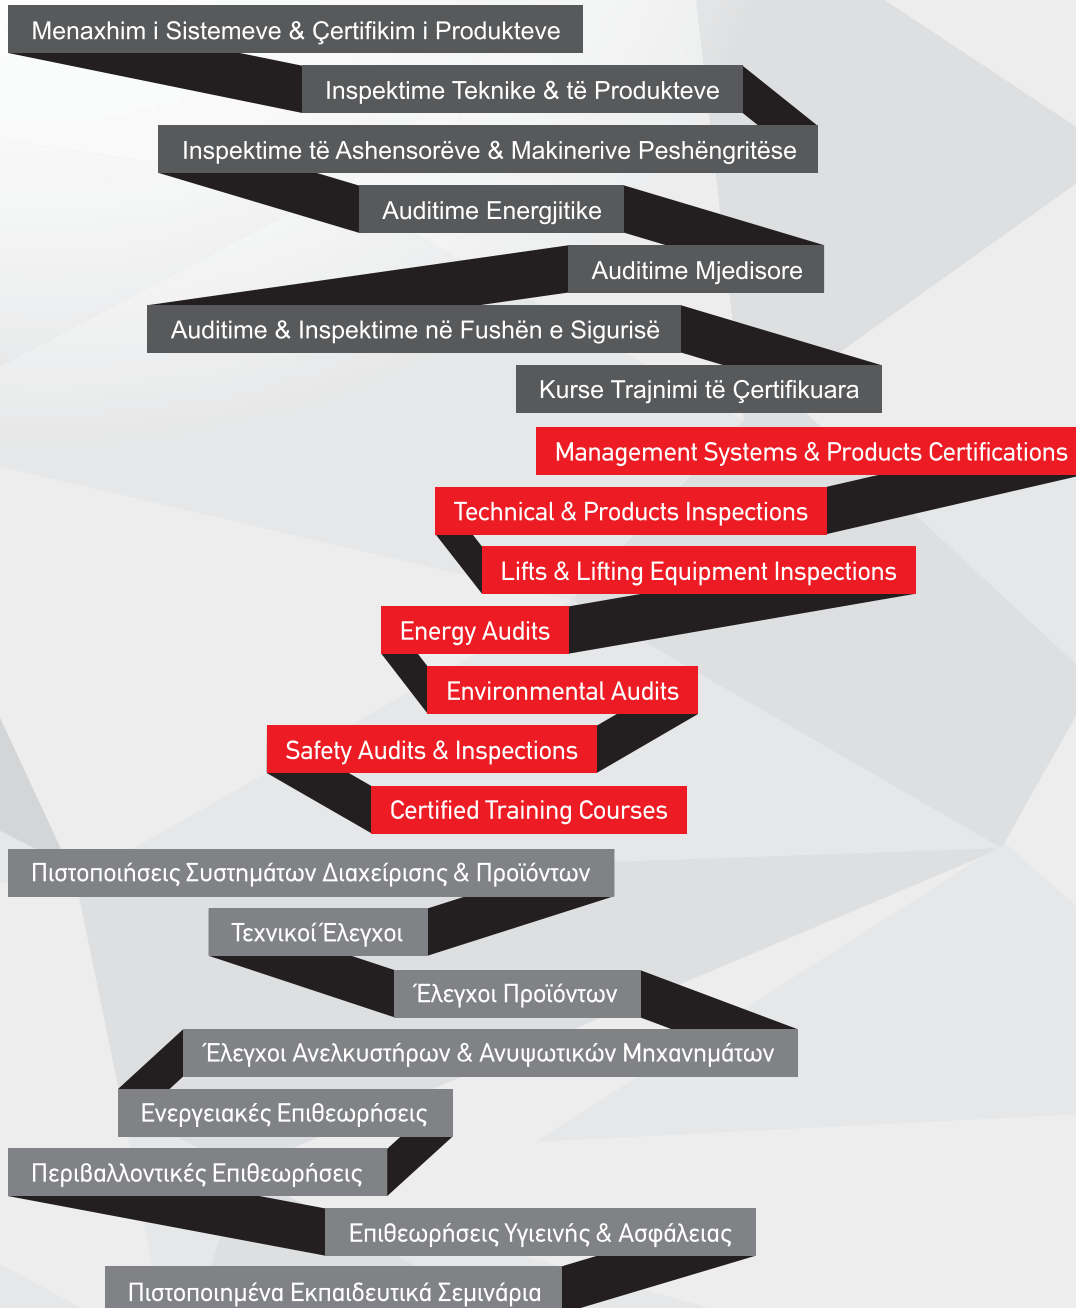 Menaxhim i Sistemeve & Çertifikim i Produkteve
Inspektime Teknike & të Produkteve
Inspektime të Ashensorëve & Makinerive Peshëngritëse
Auditime Energjitike
Auditime Mjedisore
Auditime & Inspektime në Fushën e Sigurisë
Kurse Trajnimi të Çertifikuara
Management Systems & Products Certifications
Technical & Products Inspections
Lifts & Lifting Equipment Inspections
Energy Audits
Environmental Audits
Safety Audits & Inspections
Certified Training Courses
Πιστοποιήσεις Συστημάτων Διαχείρισης & Προϊόντων
Τεχνικοί Έλεγχοι
Έλεγχοι Προϊόντων
Έλεγχοι Ανελκυστήρων & Ανυψωτικών Μηχανημάτων
Ενεργειακές Επιθεωρήσεις
Περιβαλλοντικές Επιθεωρήσεις
Επιθεωρήσεις Υγιεινής & Ασφάλειας
Πιστοποιημένα Εκπαιδευτικά Σεμινάρια